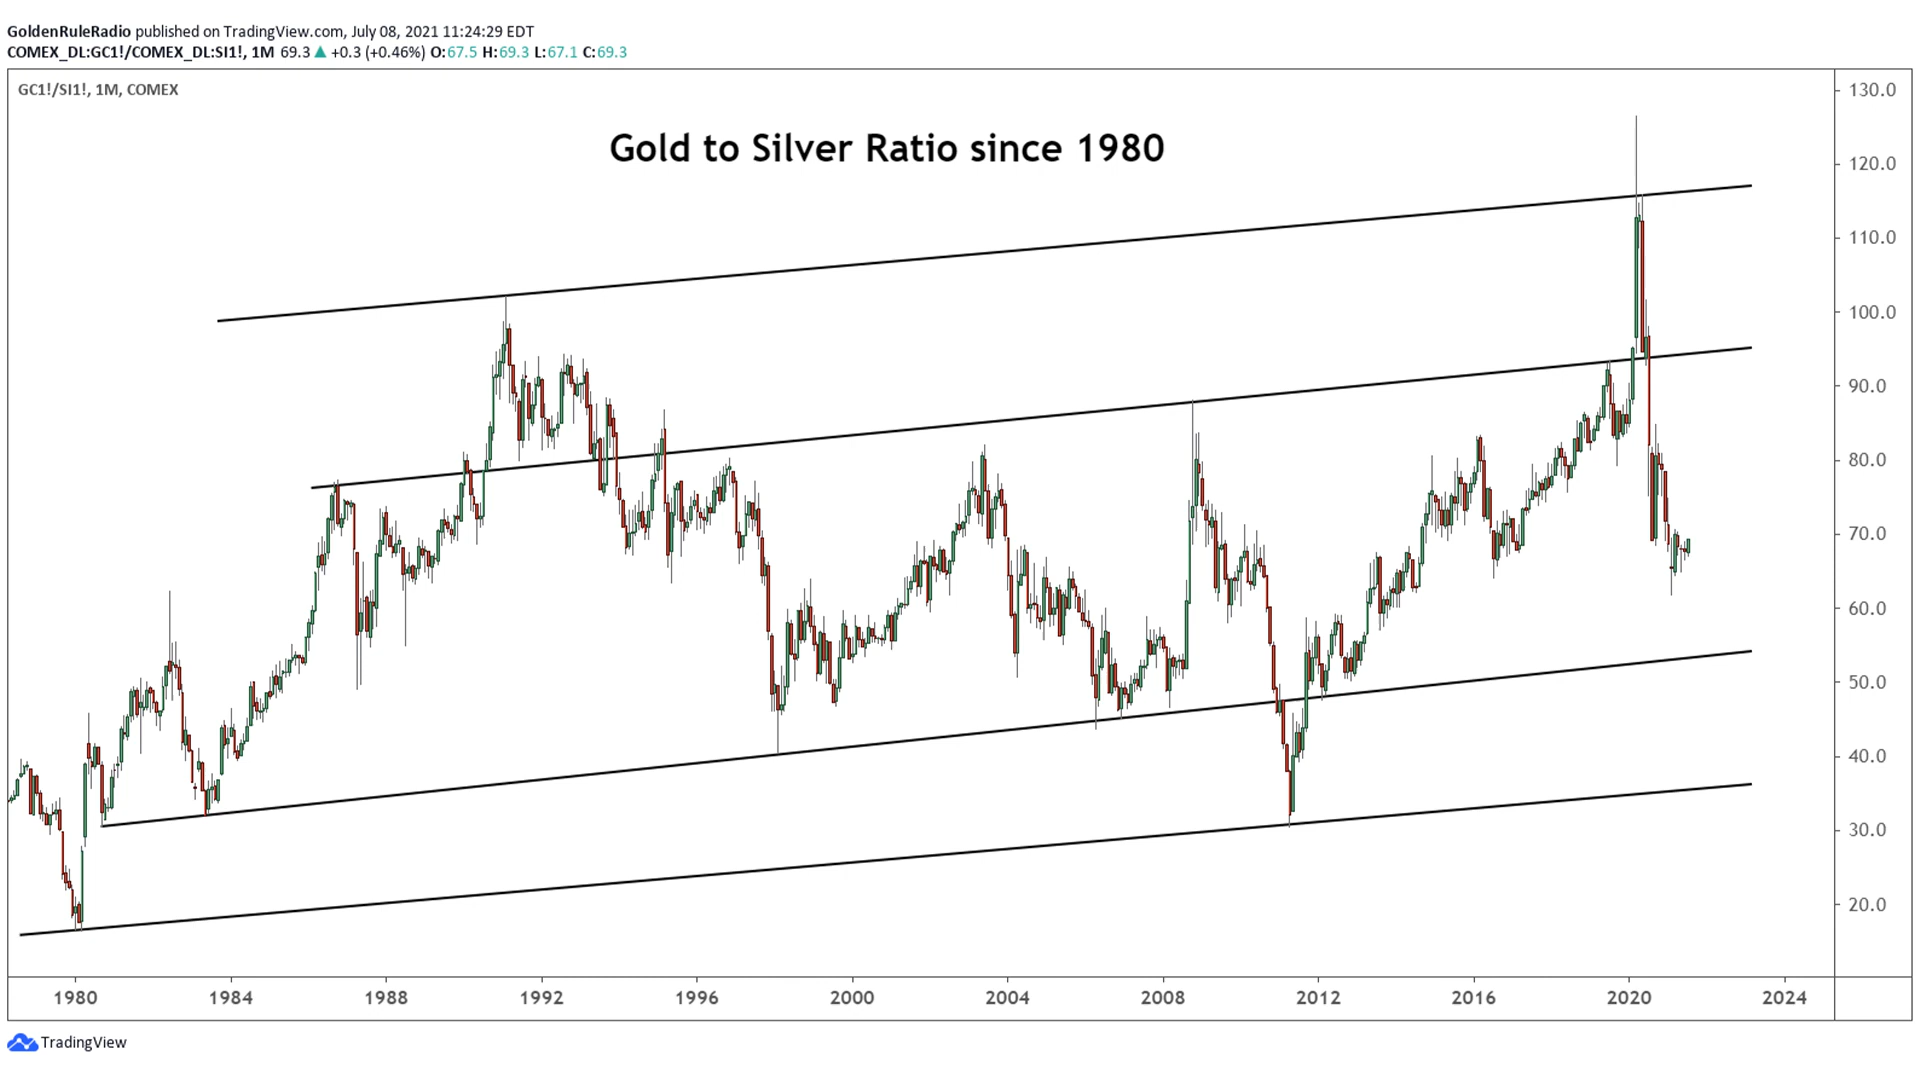 GoldenRuleRadio published on TradingView.com, July 08, 2021 11:24:29 EDT
COMEX_DL:GC1!/COMEX_DL:SI1!, 1M 69.3 ▲ +0.3 (+0.46%) O:67.5 H:69.3 L:67.1 C:69.3
GC1!/SI1!, 1M, COMEX
Gold to Silver Ratio since 1980
130.0
120.0
110.0
100.0
90.0
80.0
70.0
60.0
50.0
40.0
30.0
20.0
1980 1984 1988 1992 1996 2000 2004 2008 2012 2016 2020 2024
TradingView